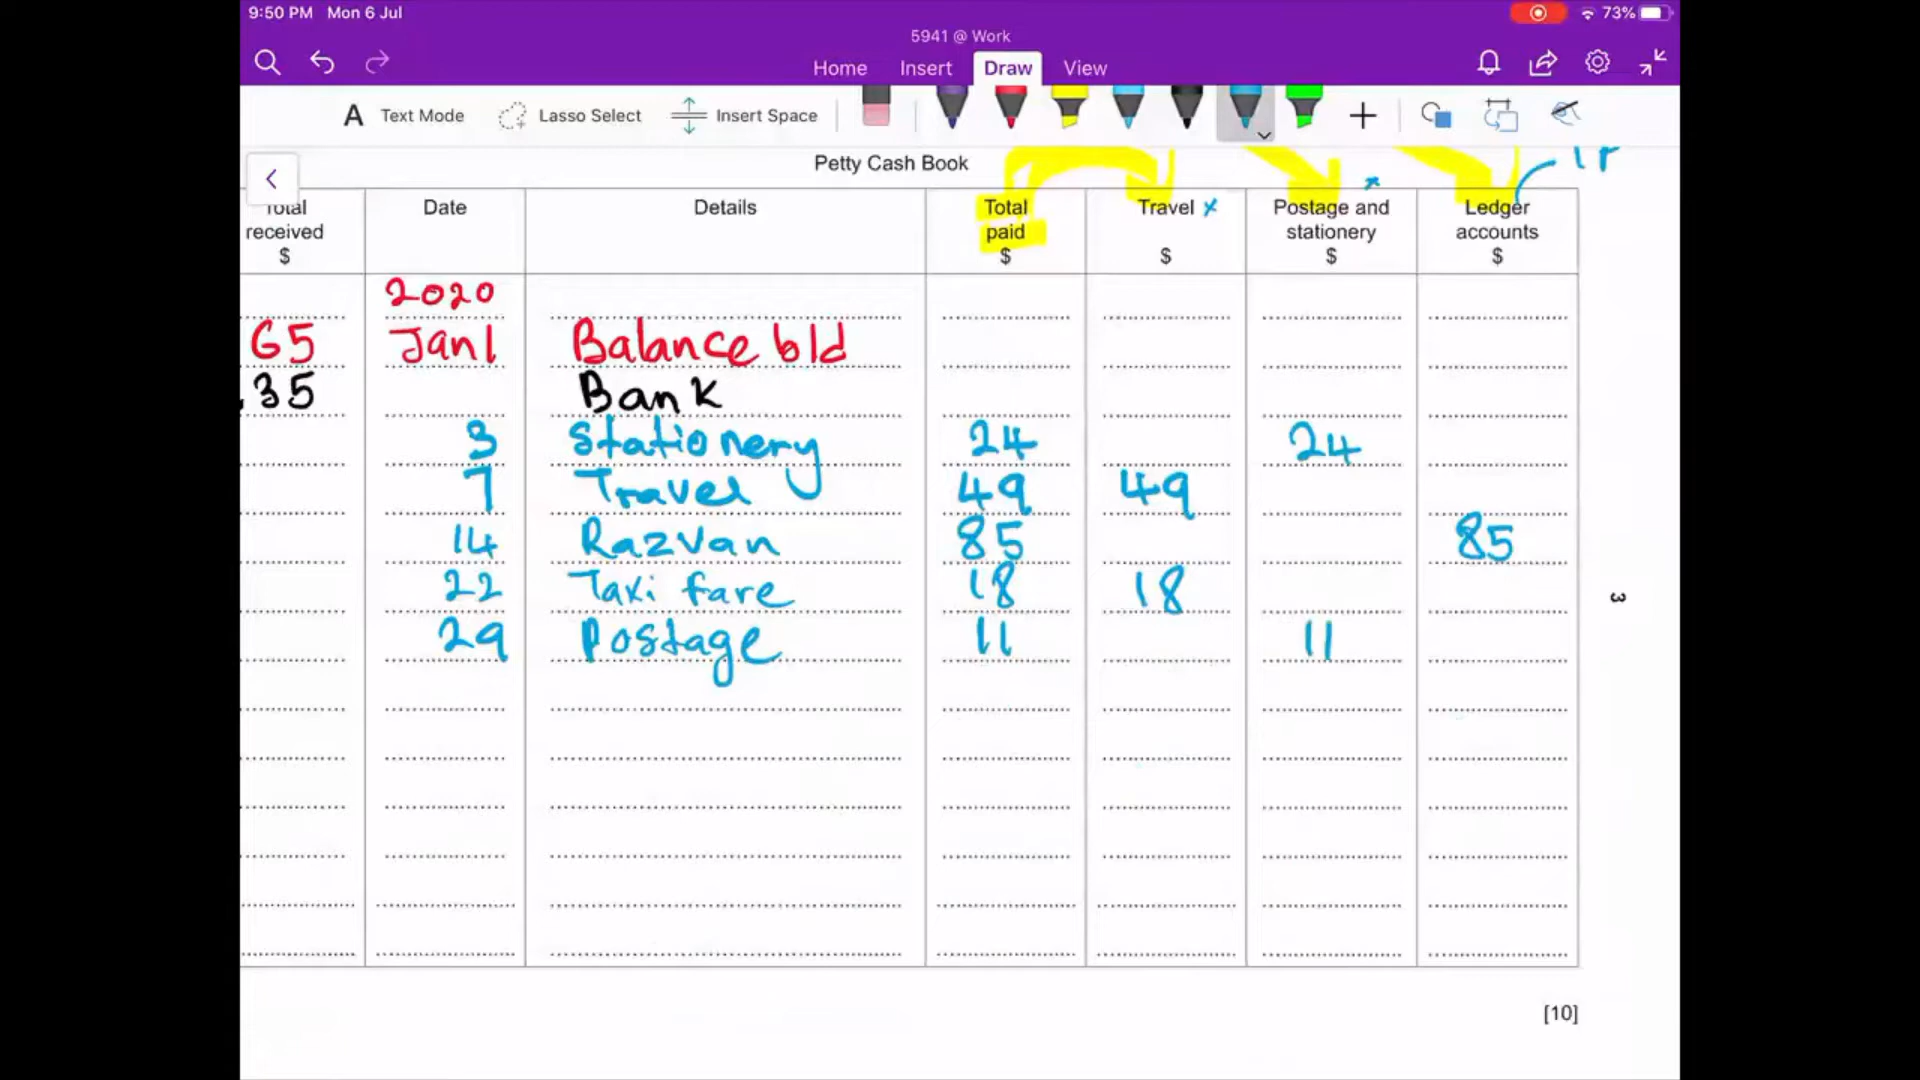 9:50 PM Mon 6 Jul
73%
5941 @ Work
Home Insert Draw View
A Text Mode Lasso Select Insert Space
Petty Cash Book
Total received $ Date Details Total paid $ Travel x $ Postage and stationery $ Ledger accounts $
2020
65 Jan 1 Balance b/d
35 Bank
3 Stationery 24 24
7 Travel 49 49
14 Razvan 85 85
22 Taxi fare 18 18
29 Postage 11 11
3
[10]